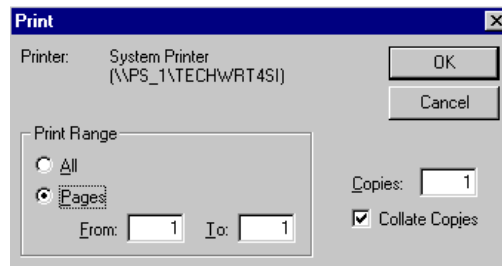 Print
Printer: System Printer
(\\PS_1\TECHWRT4SI)
OK
Cancel
Print Range
All
Pages
From: 1 To: 1
Copies: 1
Collate Copies